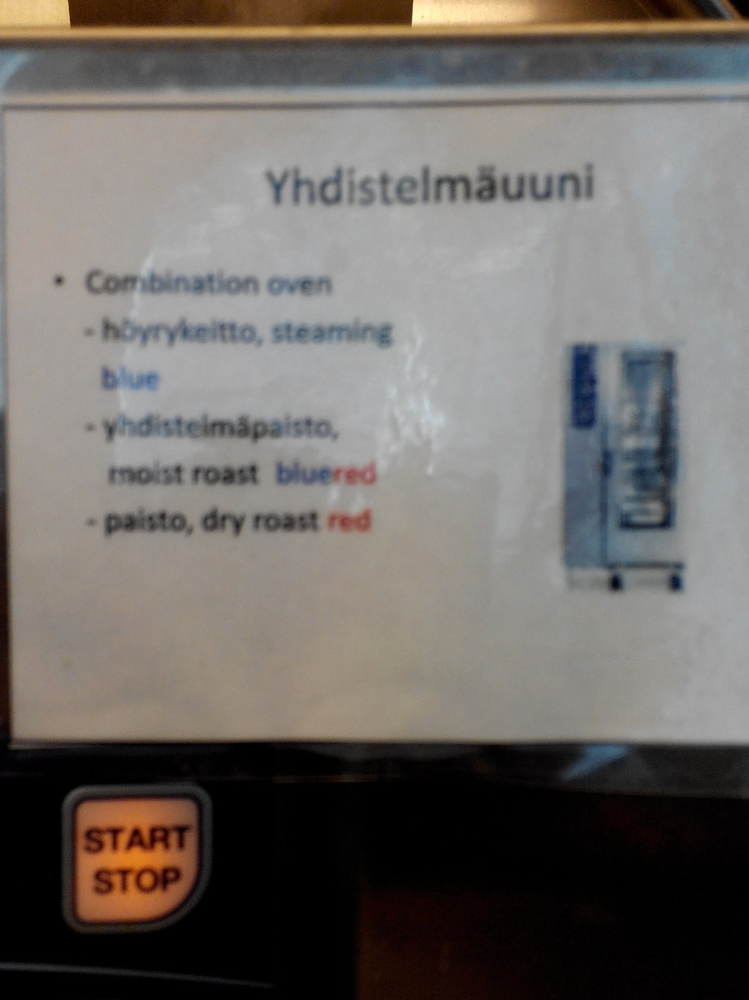 Yhdistelmäuuni
• Combination oven
- höyrykeitto, steaming
blue
- yhdistelmäpaisto,
moist roast bluered
- paisto, dry roast red
START
STOP